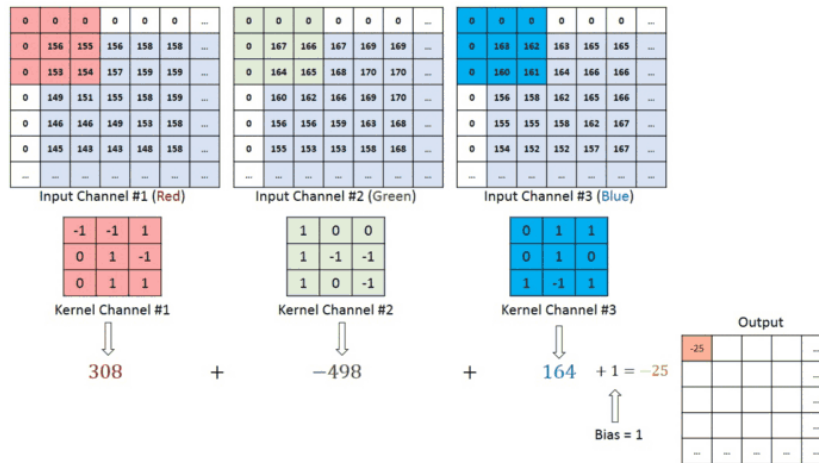 0 0 0 0 0 0 ... 0 0 0 0 0 0 ... 0 0 0 0 0 0 ...
0 156 155 156 158 158 ... 0 167 166 167 169 169 ... 0 163 162 163 165 165 ...
0 153 154 157 159 159 ... 0 164 165 168 170 170 ... 0 160 161 164 166 166 ...
0 149 151 155 158 159 ... 0 160 162 166 169 170 ... 0 156 158 162 165 166 ...
0 146 146 149 153 158 ... 0 156 156 159 163 168 ... 0 155 155 158 162 167 ...
0 145 143 143 148 158 ... 0 155 153 153 158 168 ... 0 154 152 152 157 167 ...
... ... ... ... ... ... ... ... ... ... ... ... ... ... ... ... ... ... ... ... ...
Input Channel #1 (Red) Input Channel #2 (Green) Input Channel #3 (Blue)
-1 -1 1 1 0 0 0 1 1
0 1 -1 1 -1 -1 0 1 0
0 1 1 1 0 -1 1 -1 1
Kernel Channel #1 Kernel Channel #2 Kernel Channel #3
308 + −498 + 164 + 1 = −25
Bias = 1
Output
-25 ...
...
...
...
... ... ... ... ...